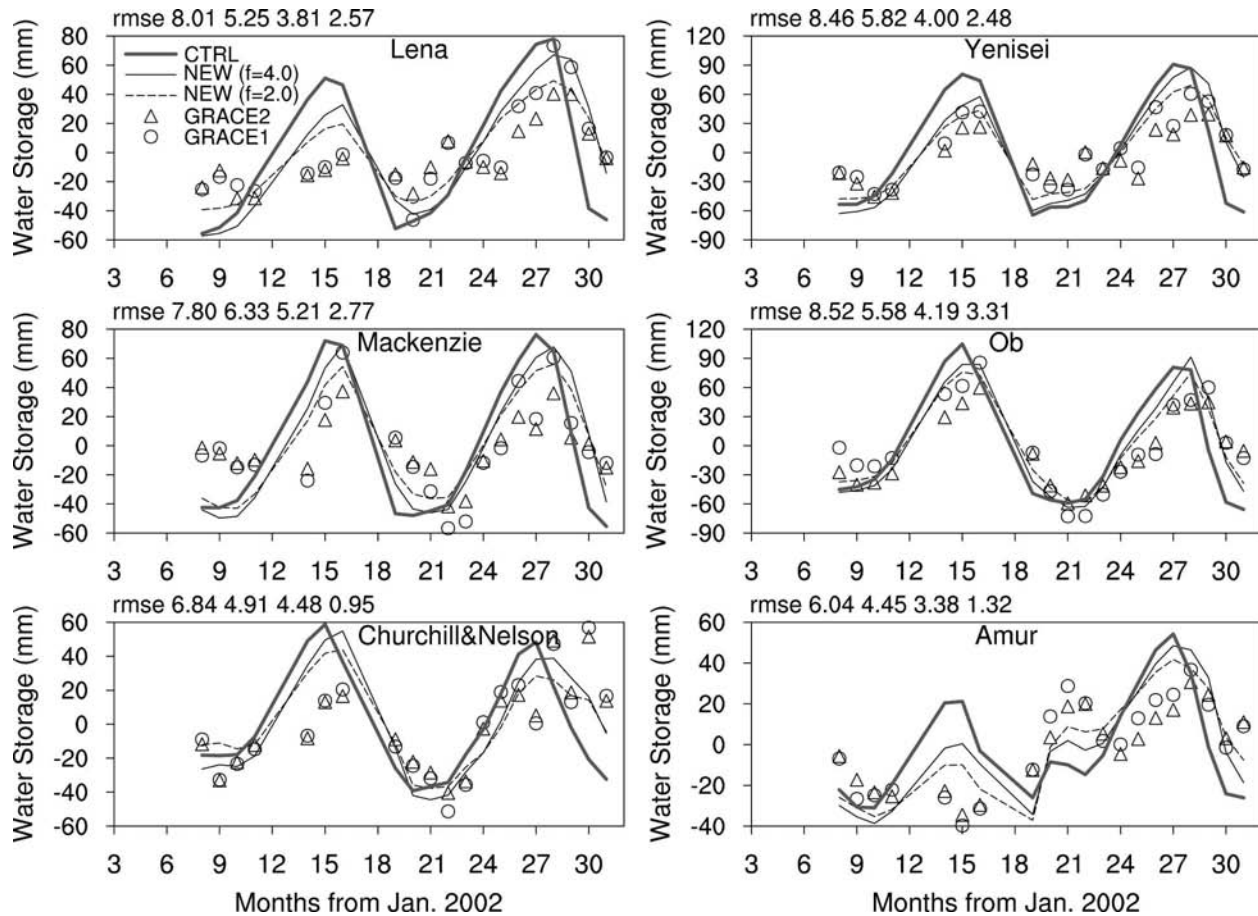 rmse 8.01 5.25 3.81 2.57
Lena
CTRL
NEW (f=4.0)
NEW (f=2.0)
GRACE2
GRACE1
Water Storage (mm)
80
60
40
20
0
-20
-40
-60
3 6 9 12 15 18 21 24 27 30
rmse 8.46 5.82 4.00 2.48
Yenisei
Water Storage (mm)
120
90
60
30
0
-30
-60
-90
3 6 9 12 15 18 21 24 27 30
rmse 7.80 6.33 5.21 2.77
Mackenzie
Water Storage (mm)
80
60
40
20
0
-20
-40
-60
3 6 9 12 15 18 21 24 27 30
rmse 8.52 5.58 4.19 3.31
Ob
Water Storage (mm)
120
90
60
30
0
-30
-60
-90
3 6 9 12 15 18 21 24 27 30
rmse 6.84 4.91 4.48 0.95
Churchill&Nelson
Water Storage (mm)
60
40
20
0
-20
-40
-60
3 6 9 12 15 18 21 24 27 30
Months from Jan. 2002
rmse 6.04 4.45 3.38 1.32
Amur
Water Storage (mm)
60
40
20
0
-20
-40
3 6 9 12 15 18 21 24 27 30
Months from Jan. 2002